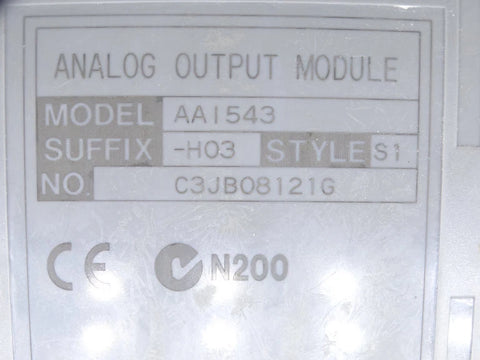 ANALOG OUTPUT MODULE
MODEL AAI543
SUFFIX -H03 STYLE S1
NO. C3JB08121G
CE N200